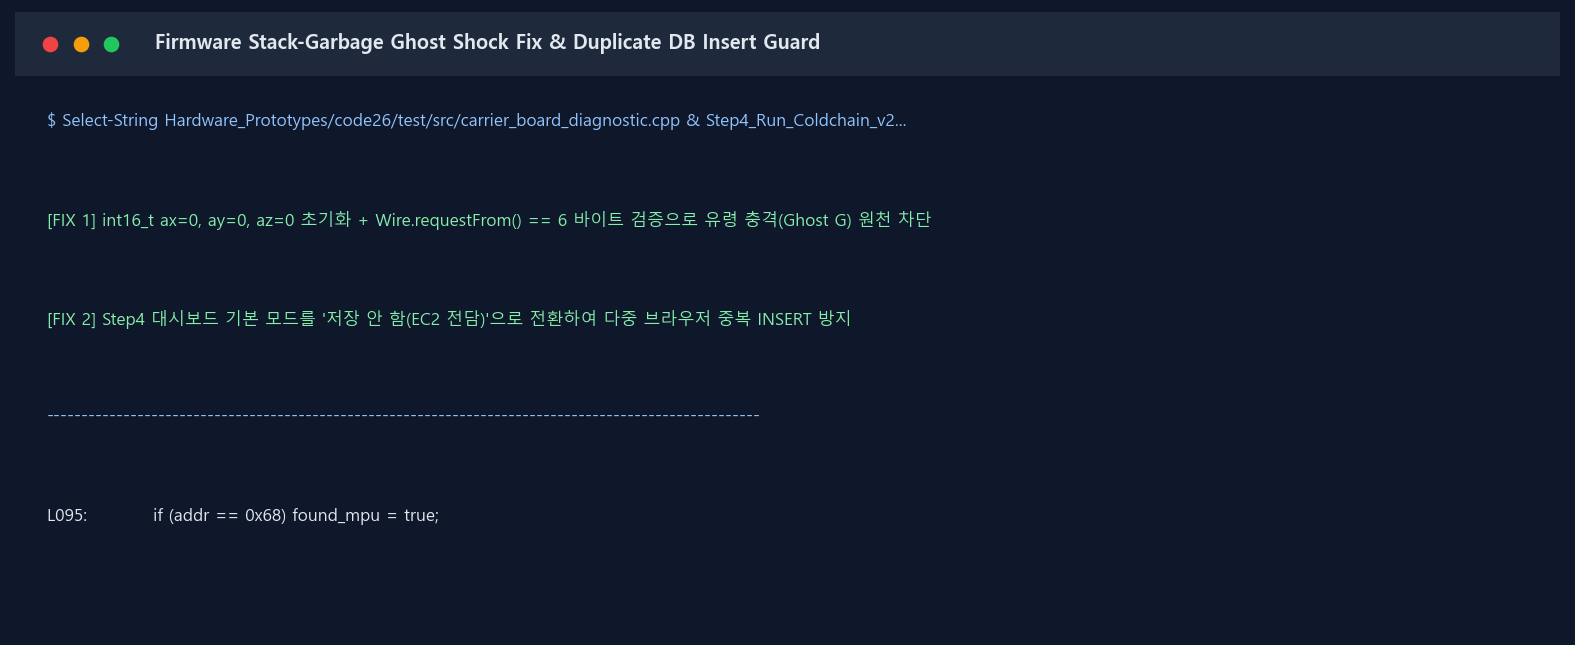 Firmware Stack-Garbage Ghost Shock Fix & Duplicate DB Insert Guard
$ Select-String Hardware_Prototypes/code26/test/src/carrier_board_diagnostic.cpp & Step4_Run_Coldchain_v2...
[FIX 1] int16_t ax=0, ay=0, az=0 초기화 + Wire.requestFrom() == 6 바이트 검증으로 유령 충격(Ghost G) 원천 차단
[FIX 2] Step4 대시보드 기본 모드를 '저장 안 함(EC2 전담)'으로 전환하여 다중 브라우저 중복 INSERT 방지
----------------------------------------------------------------------------------------------------
L095: if (addr == 0x68) found_mpu = true;